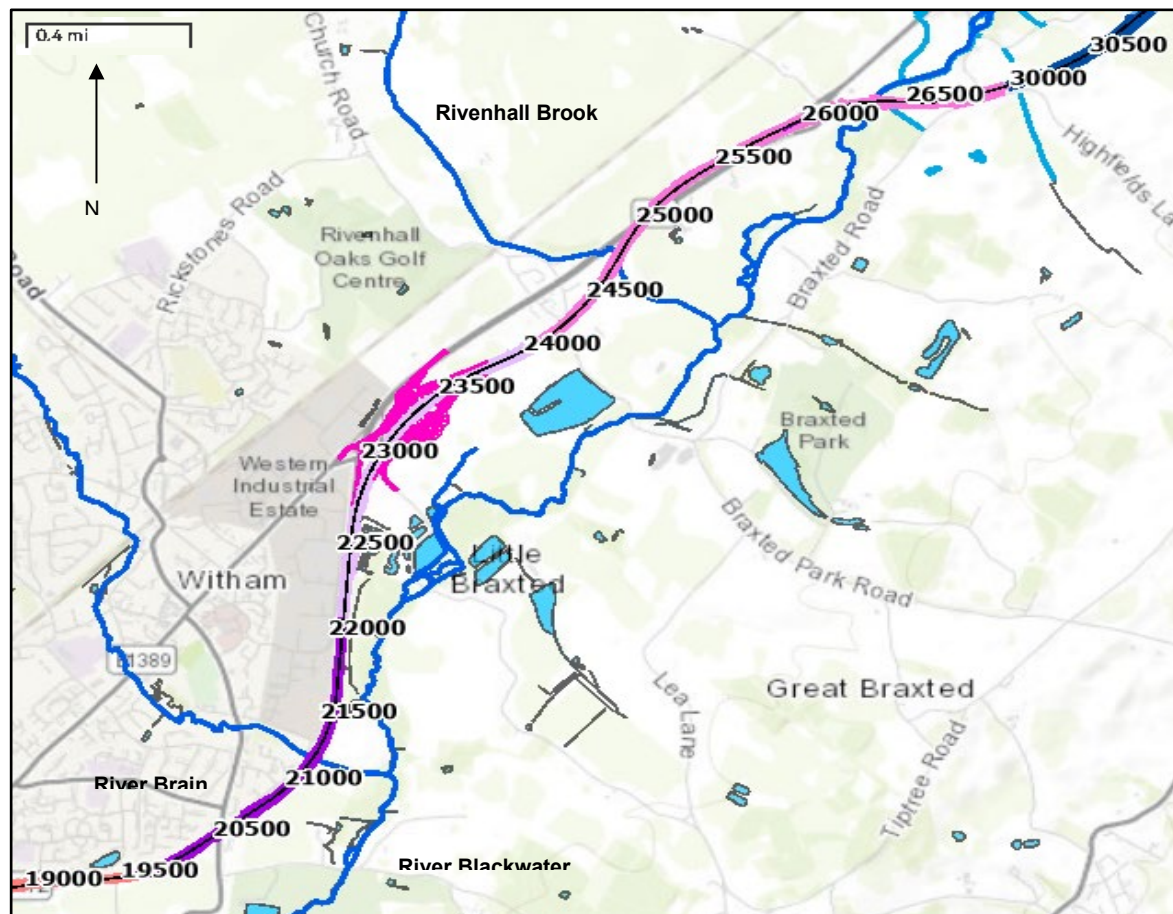 0.4 mi
N
Church Road
Rivenhall Brook
30500
30000
26500
26000
25500
25000
24500
24000
23500
23000
22500
22000
21500
21000
20500
19500
19000
Rickstones Road
Rivenhall
Oaks Golf
Centre
Road
Highfields La
Braxted Road
Braxted
Park
Western
Industrial
Estate
Braxted Park Road
Witham
Little
Braxted
Great Braxted
Lea Lane
Tiptree Road
River Brain
River Blackwater